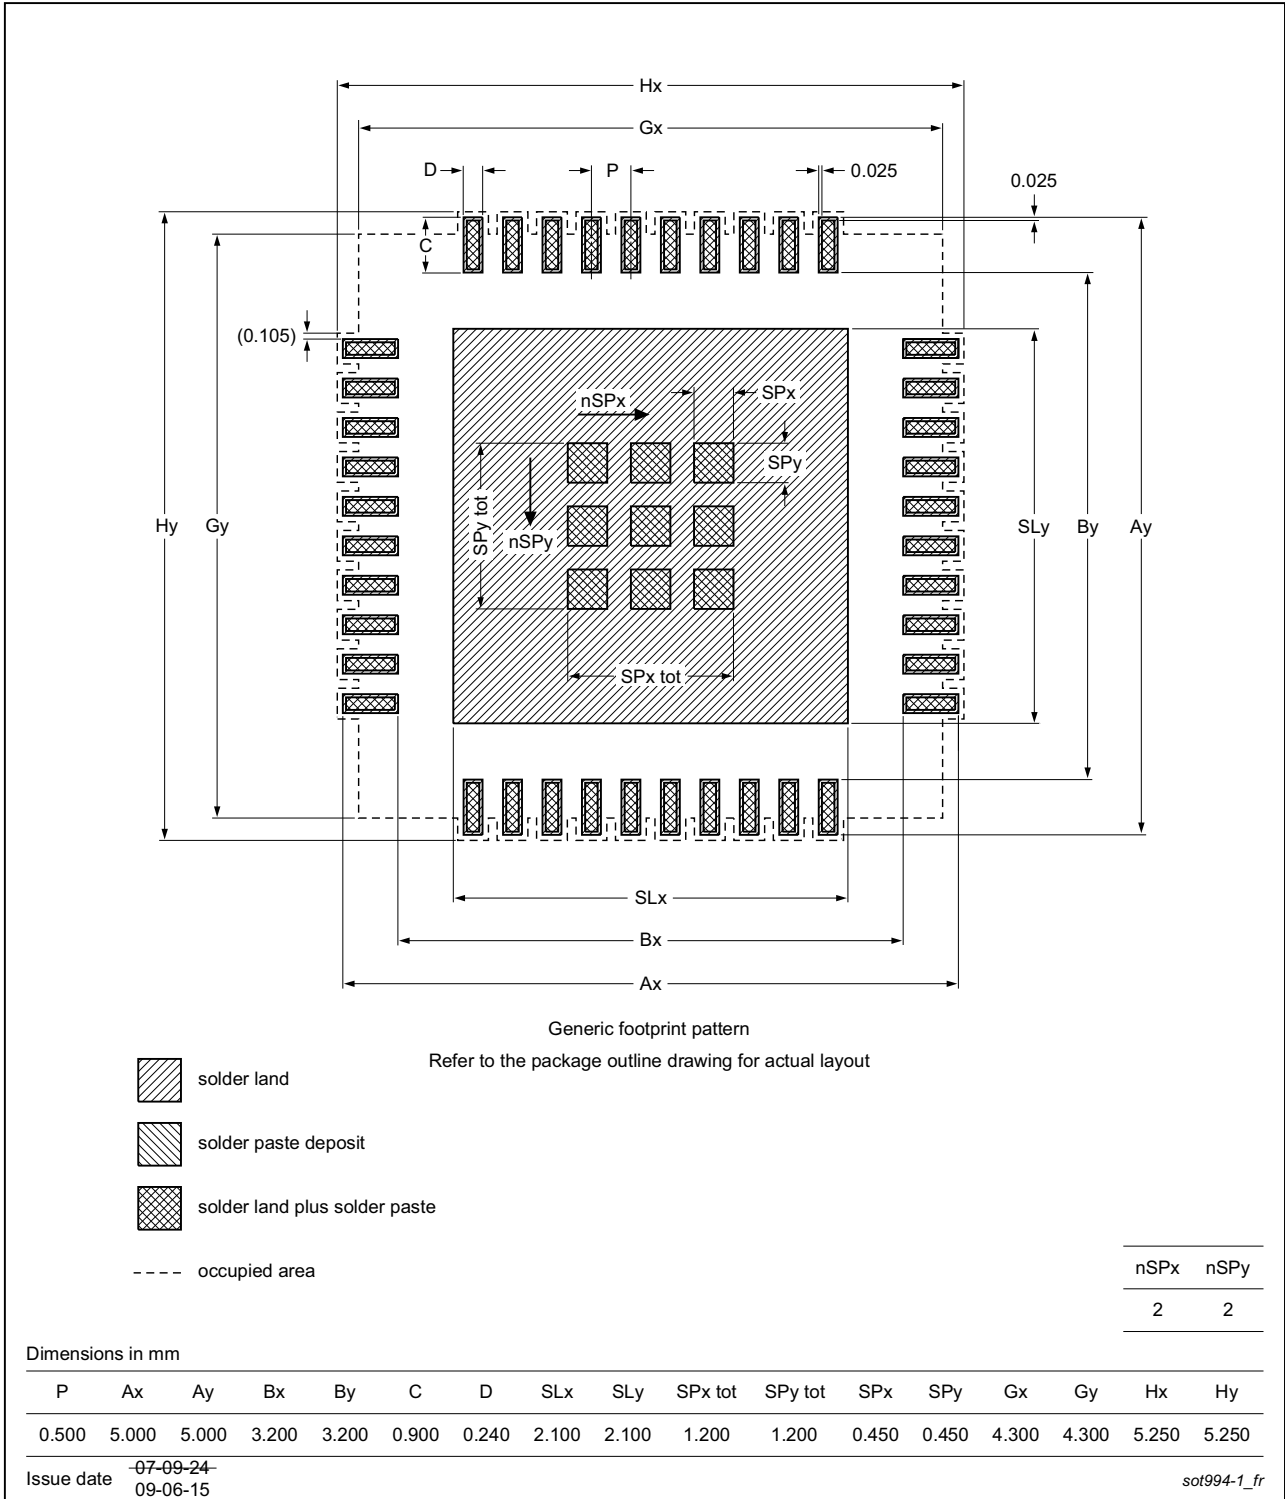 Hx
Gx
D
P
0.025
0.025
C
(0.105)
nSPx
SPx
SPy
SPy tot
nSPy
Hy
Gy
SLy
By
Ay
SPx tot
SLx
Bx
Ax
Generic footprint pattern
Refer to the package outline drawing for actual layout
solder land
solder paste deposit
solder land plus solder paste
occupied area
nSPx nSPy
2 2
Dimensions in mm
P Ax Ay Bx By C D SLx SLy SPx tot SPy tot SPx SPy Gx Gy Hx Hy
0.500 5.000 5.000 3.200 3.200 0.900 0.240 2.100 2.100 1.200 1.200 0.450 0.450 4.300 4.300 5.250 5.250
Issue date 07-09-24
09-06-15
sot994-1_fr